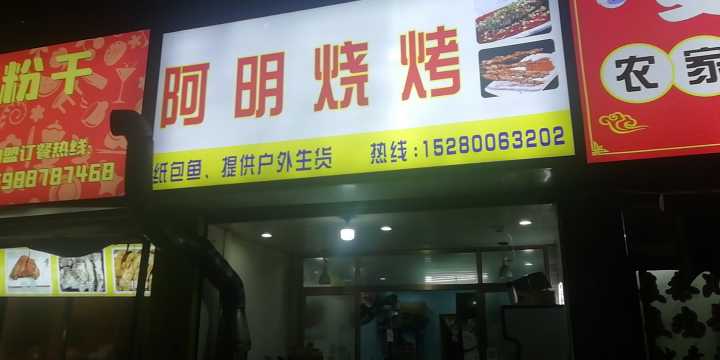 粉干
订餐热线:
988787468
阿明烧烤
纸包鱼、提供户外生货 热线:15280063202
农家